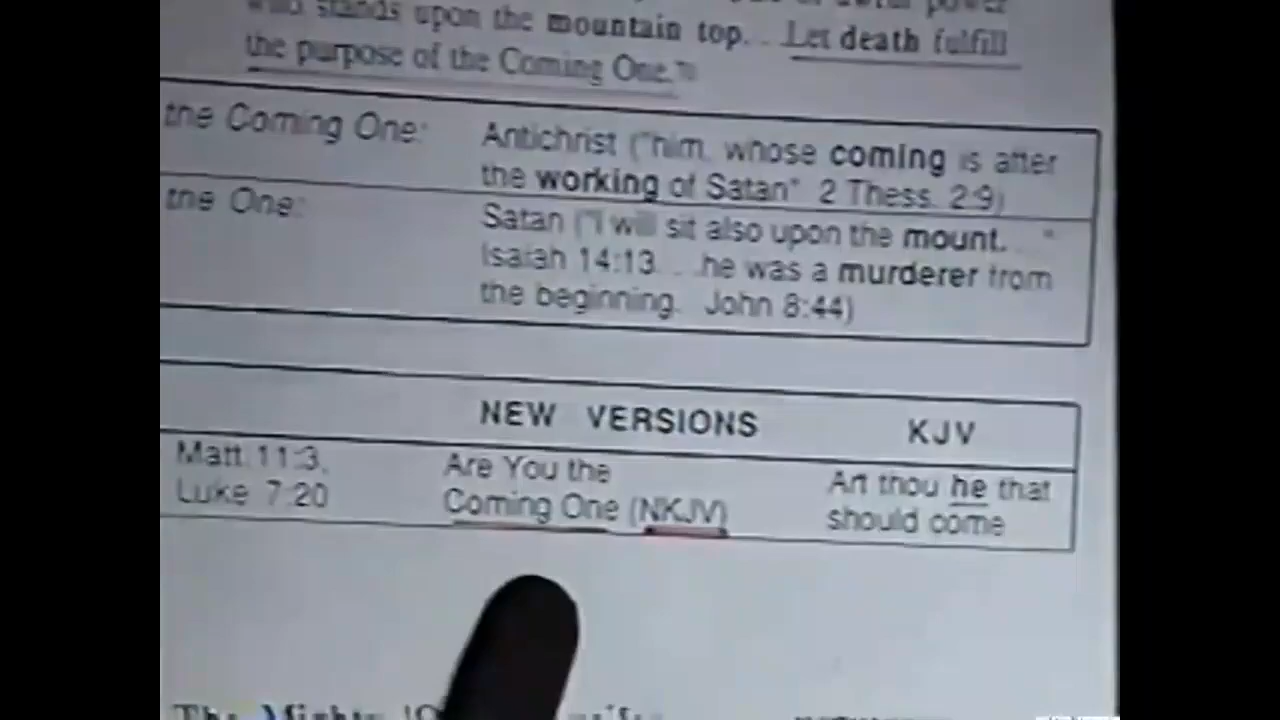 who stands upon the mountain top. . .Let death fulfill
the purpose of the Coming One."
the Coming One: Antichrist ("him, whose coming is after
the working of Satan" 2 Thess. 2:9)
the One: Satan ("I will sit also upon the mount. . . ."
Isaiah 14:13. . .he was a murderer from
the beginning. John 8:44)
NEW VERSIONS KJV
Matt. 11:3, Are You the Art thou he that
Luke 7:20 Coming One (NKJV) should come
The